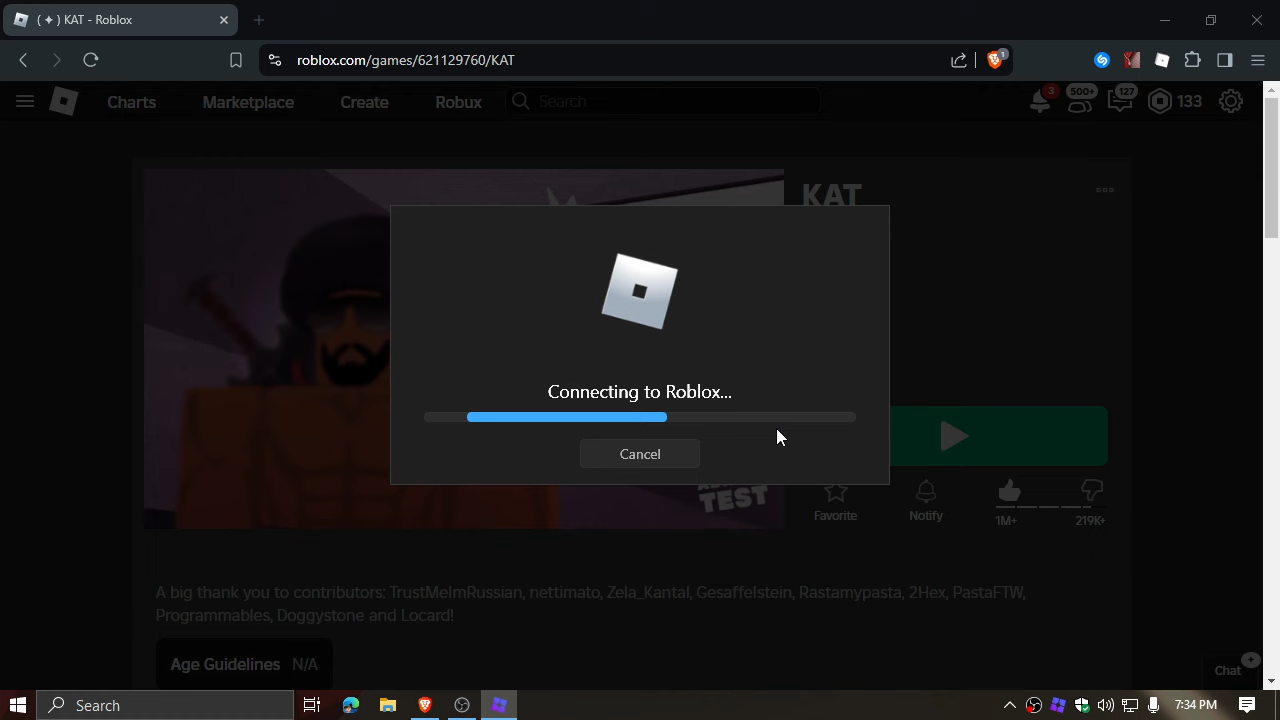 ( ✦ ) KAT - Roblox
roblox.com/games/621129760/KAT
1
Charts
Marketplace
Create
Robux
Search
3
500+
127
133
KAT
Connecting to Roblox...
Cancel
TEST
Favorite
Notify
1M+
219K+
A big thank you to contributors: TrustMeImRussian, nettimato, Zela_Kantal, Gesaffelstein, Rastamypasta, 2Hex, PastaFTW,
Programmables, Doggystone and Locard!
Age Guidelines N/A
Chat
Search
7:34 PM